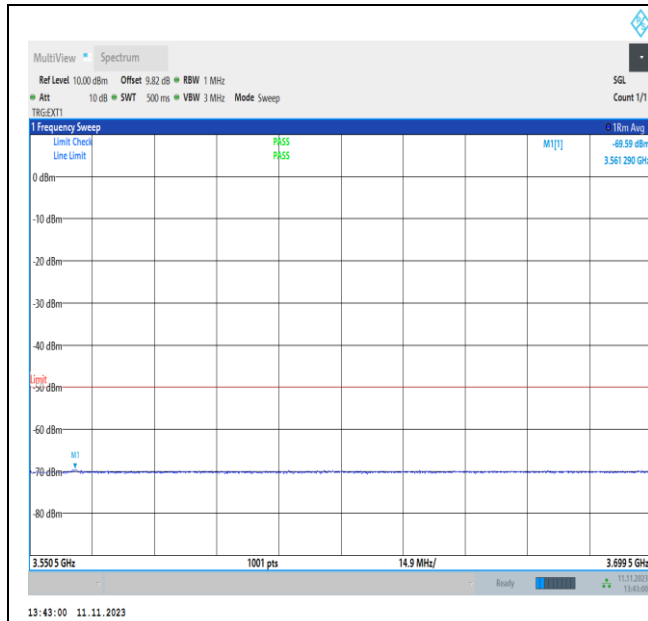 MultiView Spectrum
Ref Level 10.00 dBm Offset 9.82 dB RBW 1 MHz SGL
Att 10 dB SWT 500 ms VBW 3 MHz Mode Sweep Count 1/1
TRG:EXT1
1 Frequency Sweep 1Rm Avg
Limit Check PASS M1[1] -69.59 dBm
Line Limit PASS 3.561 290 GHz
0 dBm
-10 dBm
-20 dBm
-30 dBm
-40 dBm
Limit
-50 dBm
-60 dBm
M1
-70 dBm
-80 dBm
3.550 5 GHz 1001 pts 14.9 MHz/ 3.699 5 GHz
Ready 11.11.2023
13:43:00
13:43:00 11.11.2023